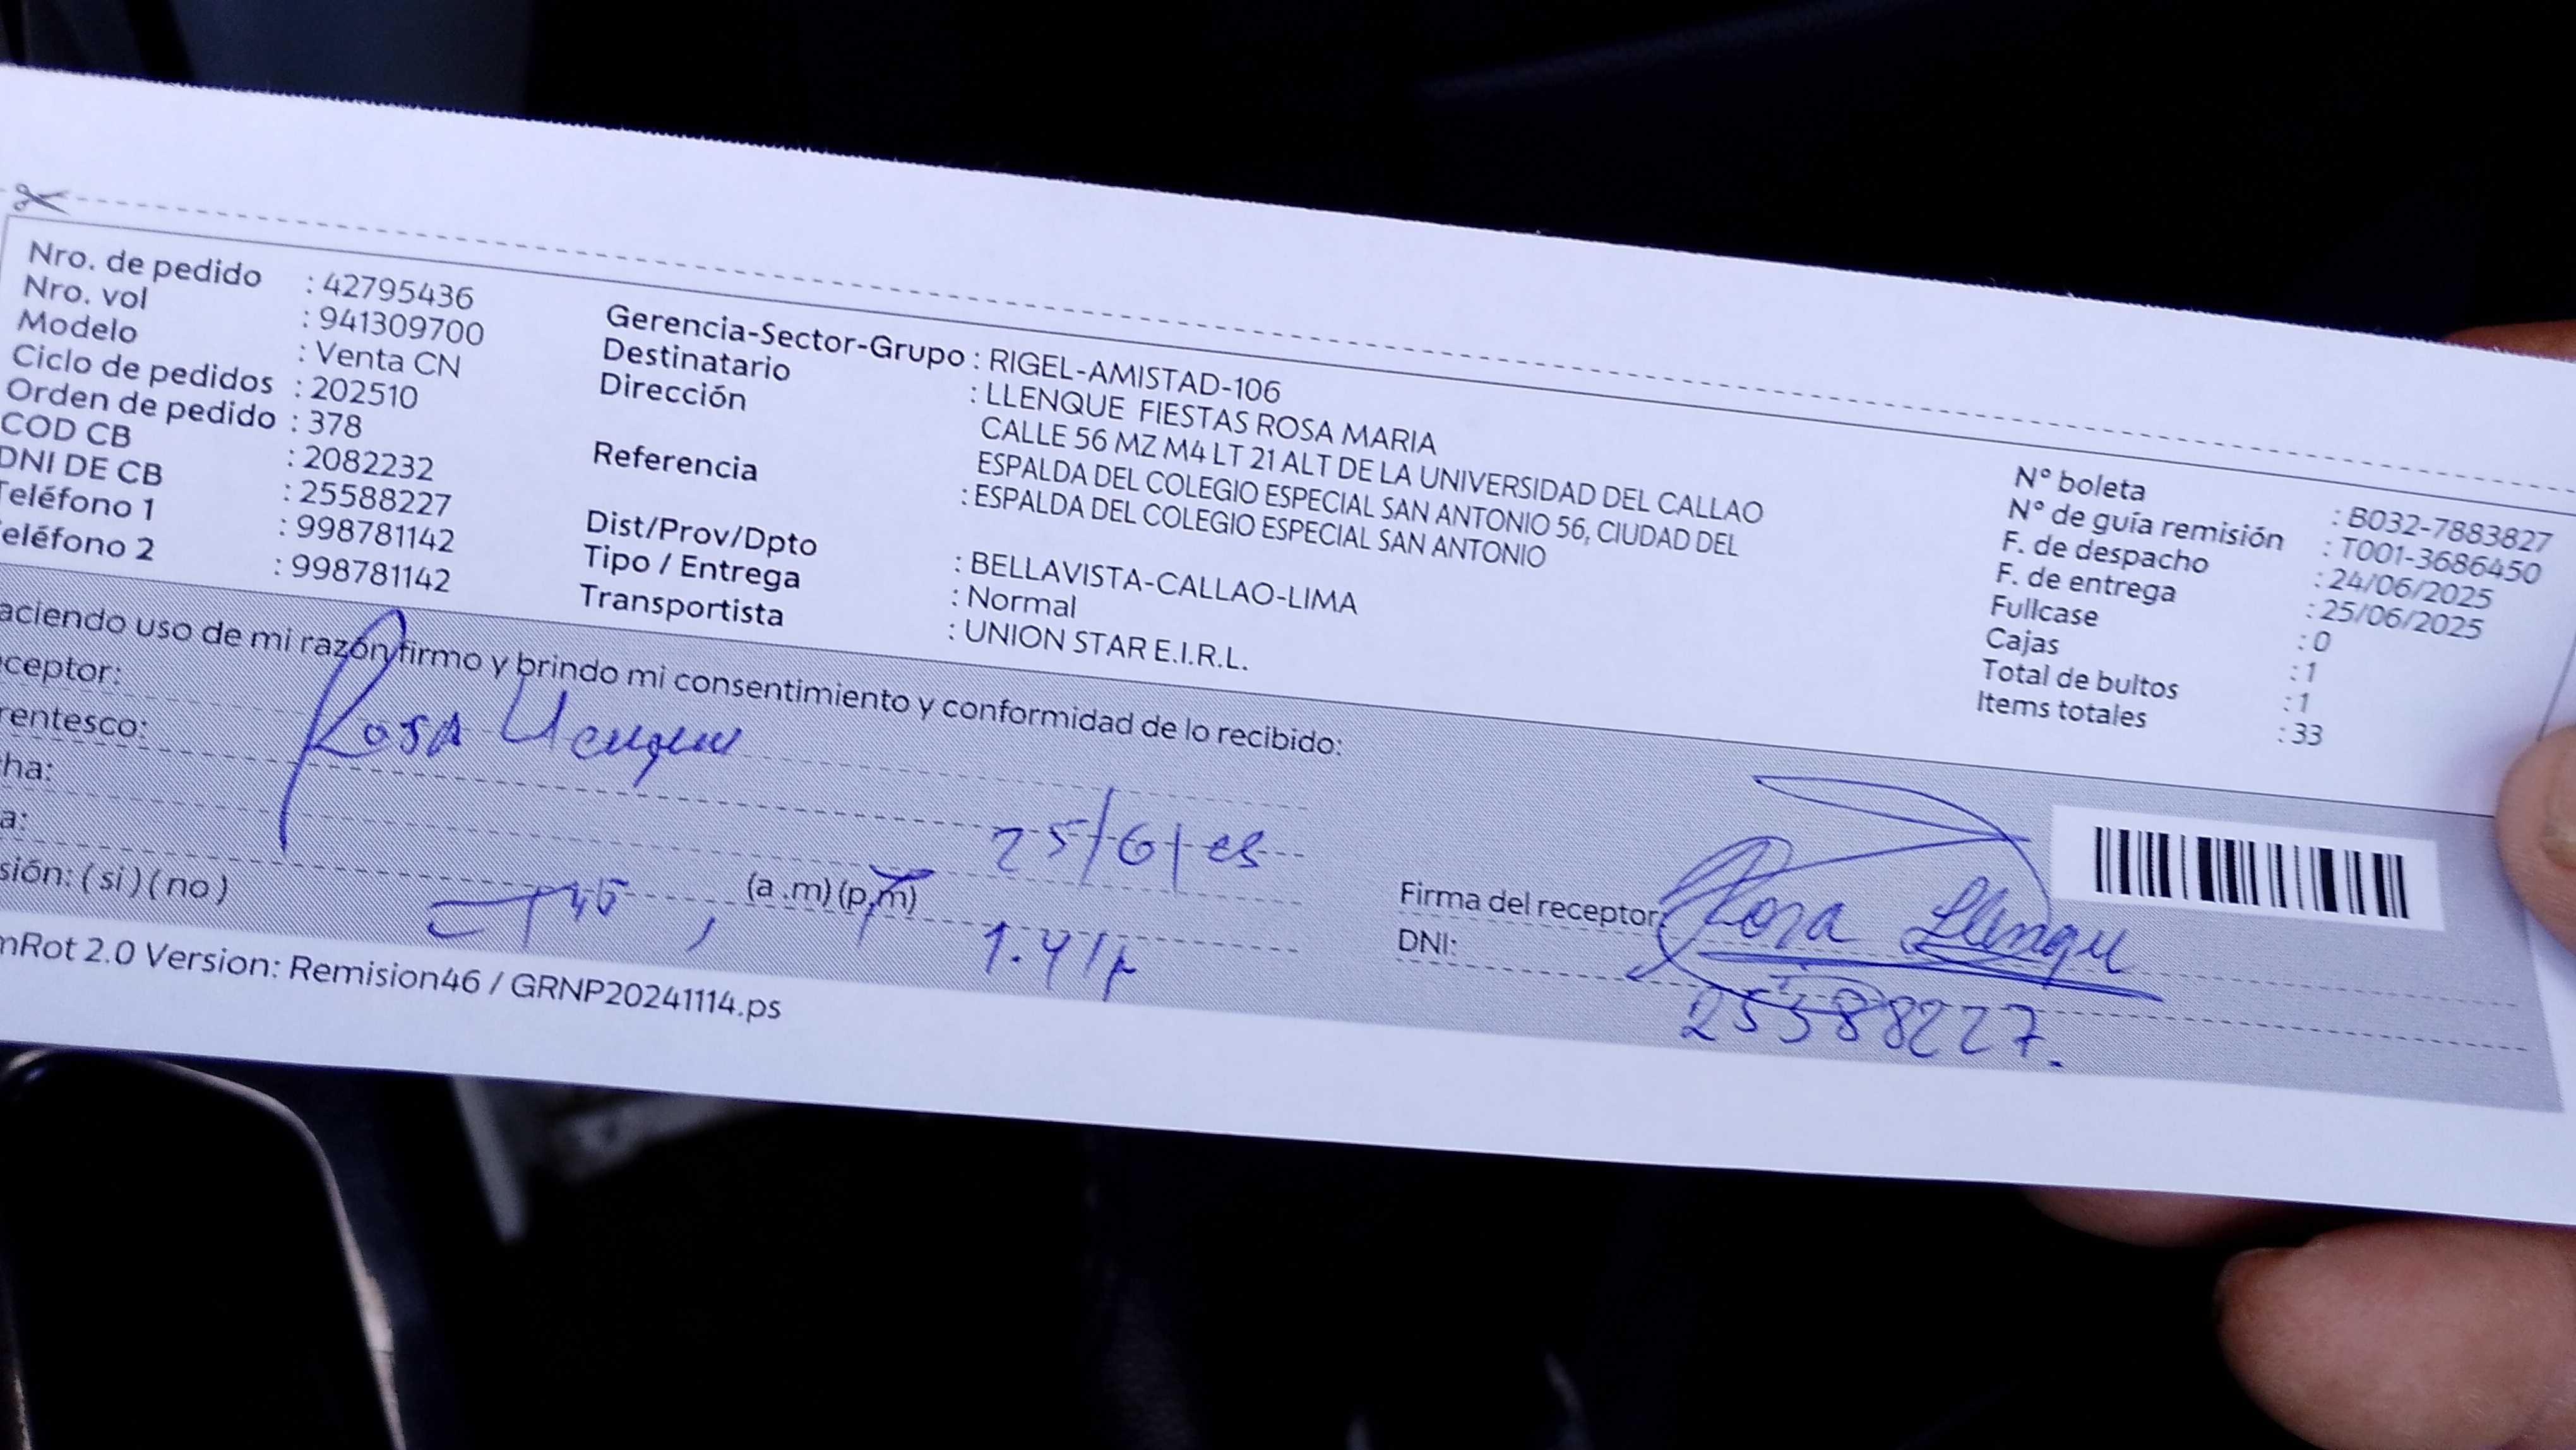 Nro. de pedido : 42795436
Nro. vol : 941309700
Modelo : Venta CN
Ciclo de pedidos : 202510
Orden de pedido : 378
COD CB : 2082232
DNI DE CB : 25588227
Teléfono 1 : 998781142
eléfono 2 : 998781142
Gerencia-Sector-Grupo : RIGEL-AMISTAD-106
Destinatario : LLENQUE FIESTAS ROSA MARIA
Dirección CALLE 56 MZ M4 LT 21 ALT DE LA UNIVERSIDAD DEL CALLAO
ESPALDA DEL COLEGIO ESPECIAL SAN ANTONIO 56, CIUDAD DEL
Referencia : ESPALDA DEL COLEGIO ESPECIAL SAN ANTONIO
Dist/Prov/Dpto : BELLAVISTA-CALLAO-LIMA
Tipo / Entrega : Normal
Transportista : UNION STAR E.I.R.L.
N° boleta : B032-7883827
N° de guía remisión : T001-3686450
F. de despacho : 24/06/2025
F. de entrega : 25/06/2025
Fullcase : 0
Cajas : 1
Total de bultos : 1
Items totales : 33
aciendo uso de mi razón firmo y brindo mi consentimiento y conformidad de lo recibido:
ceptor: Rosa Llenque
rentesco:
ha: 25/6/
a: (a.m) (p.m)
sión: ( si ) ( no )
Firma del receptor: Rosa Llenqu
DNI: 25588227.
mRot 2.0 Version: Remision46 / GRNP20241114.ps